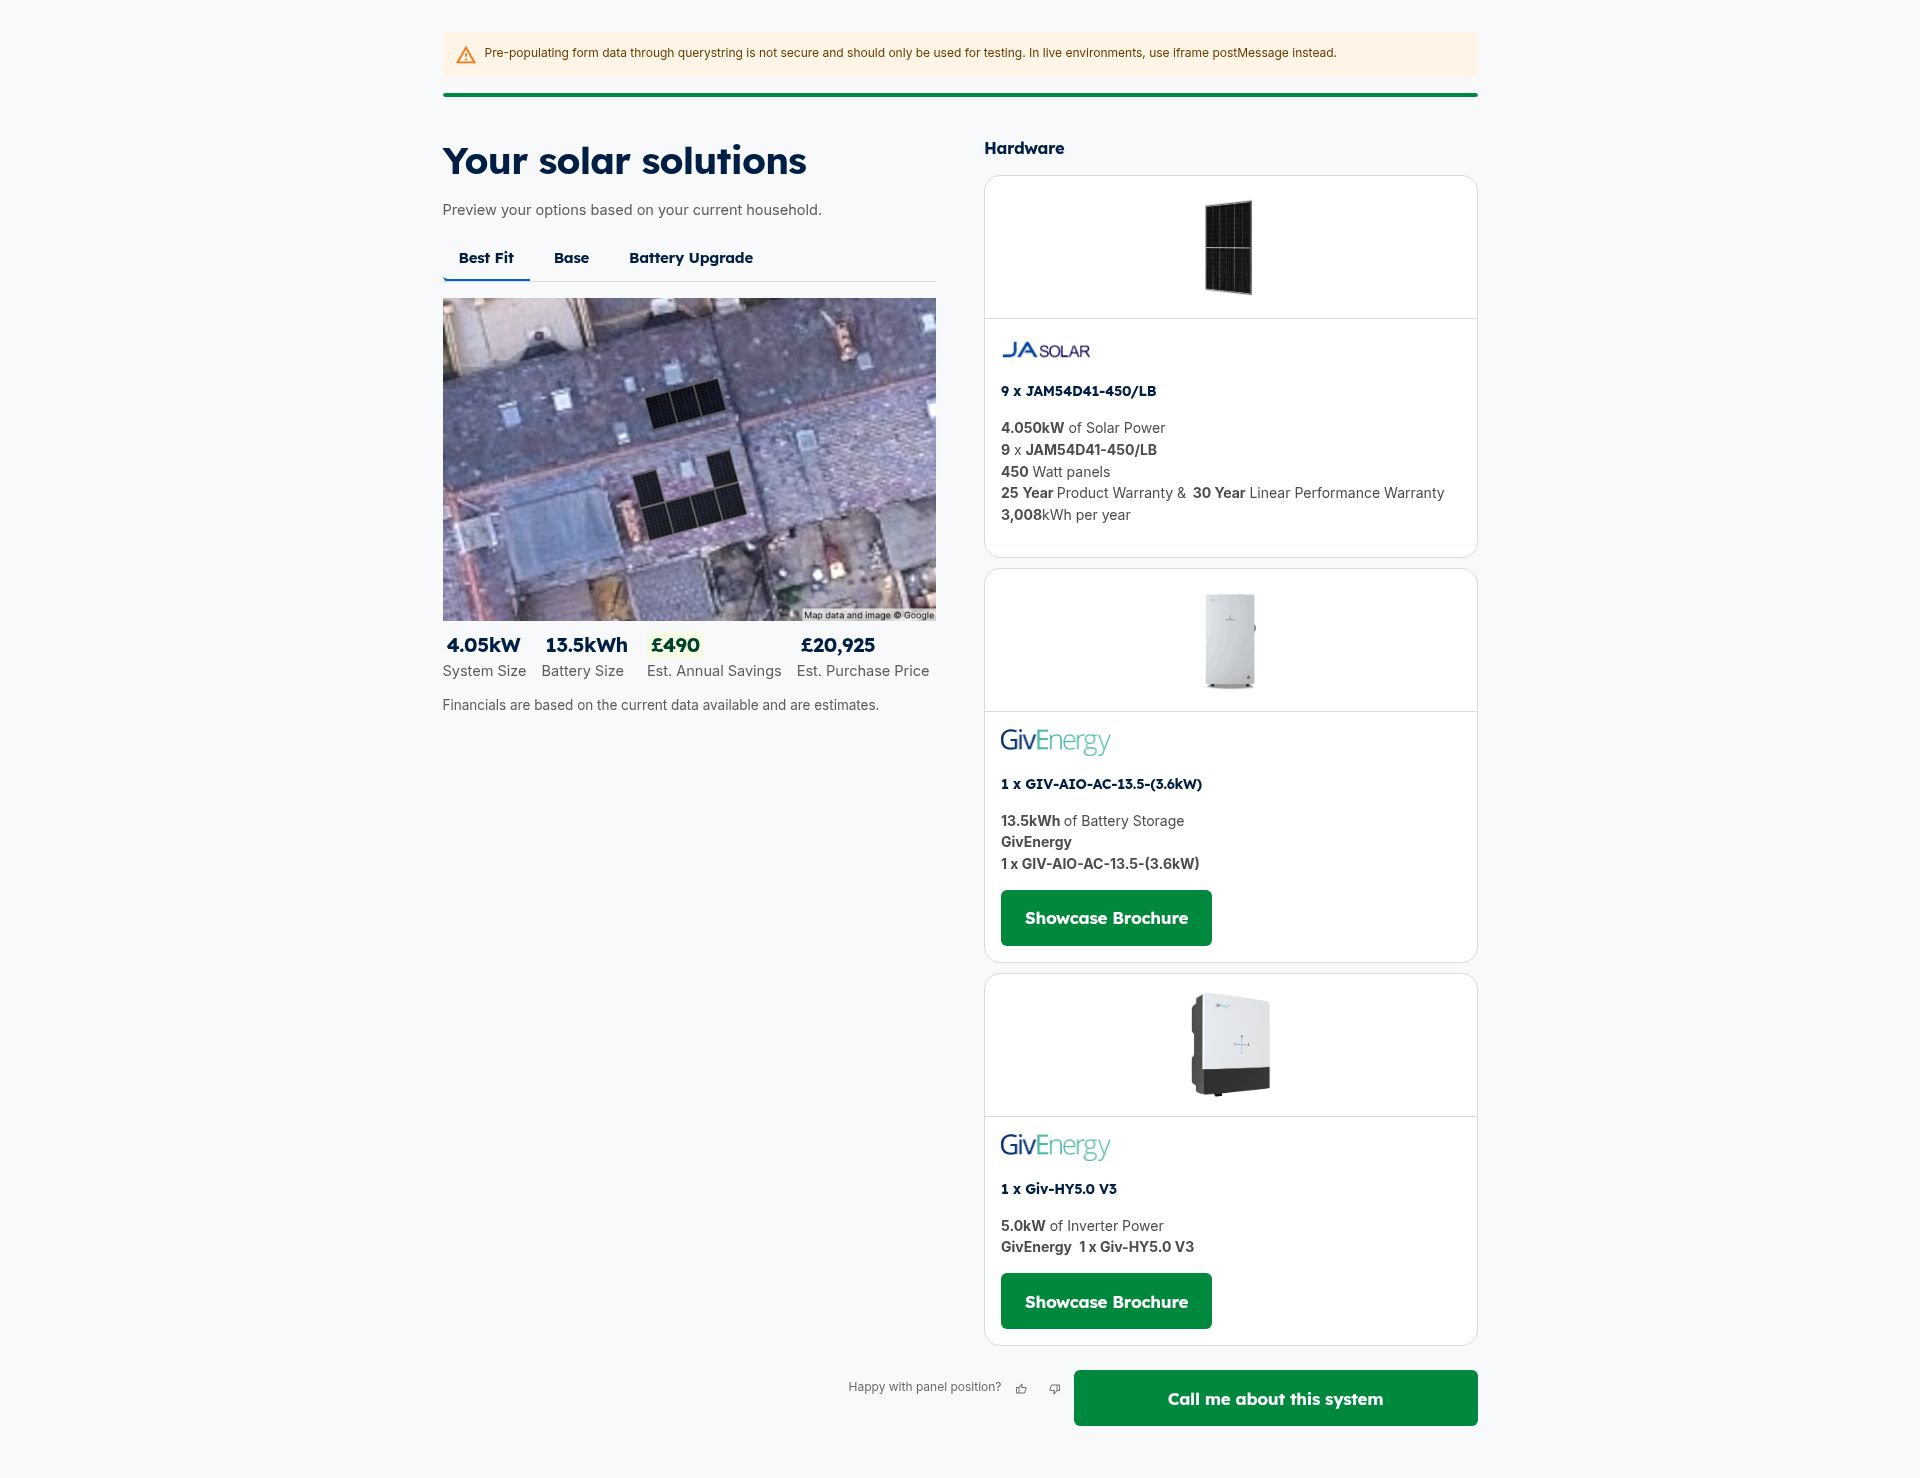 Pre-populating form data through querystring is not secure and should only be used for testing. In live environments, use iframe postMessage instead.
Your solar solutions
Preview your options based on your current household.
Best Fit
Base
Battery Upgrade
Map data and image © Google
4.05kW
System Size
13.5kWh
Battery Size
£490
Est. Annual Savings
£20,925
Est. Purchase Price
Financials are based on the current data available and are estimates.
Hardware
JA SOLAR
9 x JAM54D41-450/LB
4.050kW of Solar Power
9 x JAM54D41-450/LB
450 Watt panels
25 Year Product Warranty & 30 Year Linear Performance Warranty
3,008kWh per year
GivEnergy
1 x GIV-AIO-AC-13.5-(3.6kW)
13.5kWh of Battery Storage
GivEnergy
1 x GIV-AIO-AC-13.5-(3.6kW)
Showcase Brochure
GivEnergy
1 x Giv-HY5.0 V3
5.0kW of Inverter Power
GivEnergy 1 x Giv-HY5.0 V3
Showcase Brochure
Happy with panel position?
Call me about this system